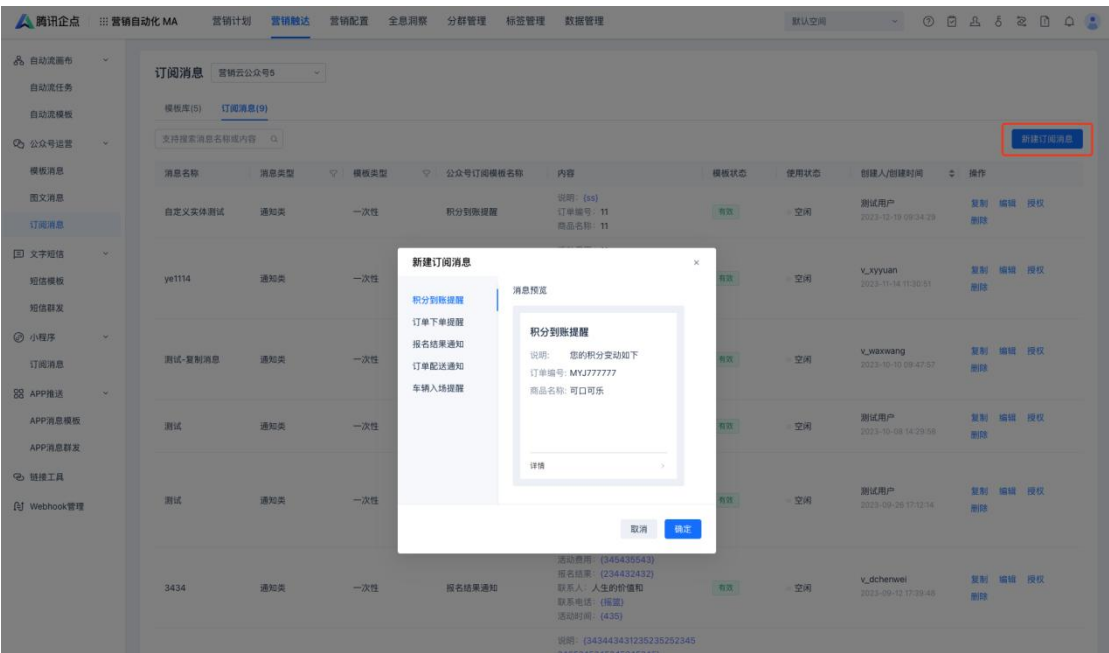 腾讯企点 营销自动化 MA 营销计划 营销触达 营销配置 全息洞察 分群管理 标签管理 数据管理 默认空间
自动流画布
自动流任务
自动流模板
公众号运营
模板消息
图文消息
订阅消息
文字短信
短信模板
短信群发
小程序
订阅消息
APP推送
APP消息模板
APP消息群发
链接工具
Webhook管理
订阅消息 营销云公众号5
模板库(5) 订阅消息(9)
支持搜索消息名称或内容
新建订阅消息
消息名称 消息类型 模板类型 公众号订阅模板名称 内容 模板状态 使用状态 创建人/创建时间 操作
自定义实体测试 通知类 一次性 积分到账提醒
说明: {ss}
订单编号: 11
商品名称: 11
有效 空闲
测试用户
2023-12-19 09:34:29
复制 编辑 授权
删除
ye1114 通知类 一次性
有效 空闲
v_xyyuan
2023-11-14 11:30:51
复制 编辑 授权
删除
测试-复制消息 通知类 一次性
有效 空闲
v_waxwang
2023-10-10 09:47:57
复制 编辑 授权
删除
测试 通知类 一次性
有效 空闲
测试用户
2023-10-08 14:29:56
复制 编辑 授权
删除
测试 通知类 一次性
有效 空闲
测试用户
2023-09-26 17:12:14
复制 编辑 授权
删除
3434 通知类 一次性 报名结果通知
活动费用: {345435543}
报名结果: {234432432}
联系人: 人生的价值和
联系电话: {摇篮}
活动时间: {435}
有效 空闲
v_dchenwei
2023-09-12 17:39:48
复制 编辑 授权
删除
说明: {343443431235235252345
新建订阅消息
积分到账提醒
订单下单提醒
报名结果通知
订单配送通知
车辆入场提醒
消息预览
积分到账提醒
说明: 您的积分变动如下
订单编号: MYJ777777
商品名称: 可口可乐
详情
取消 确定